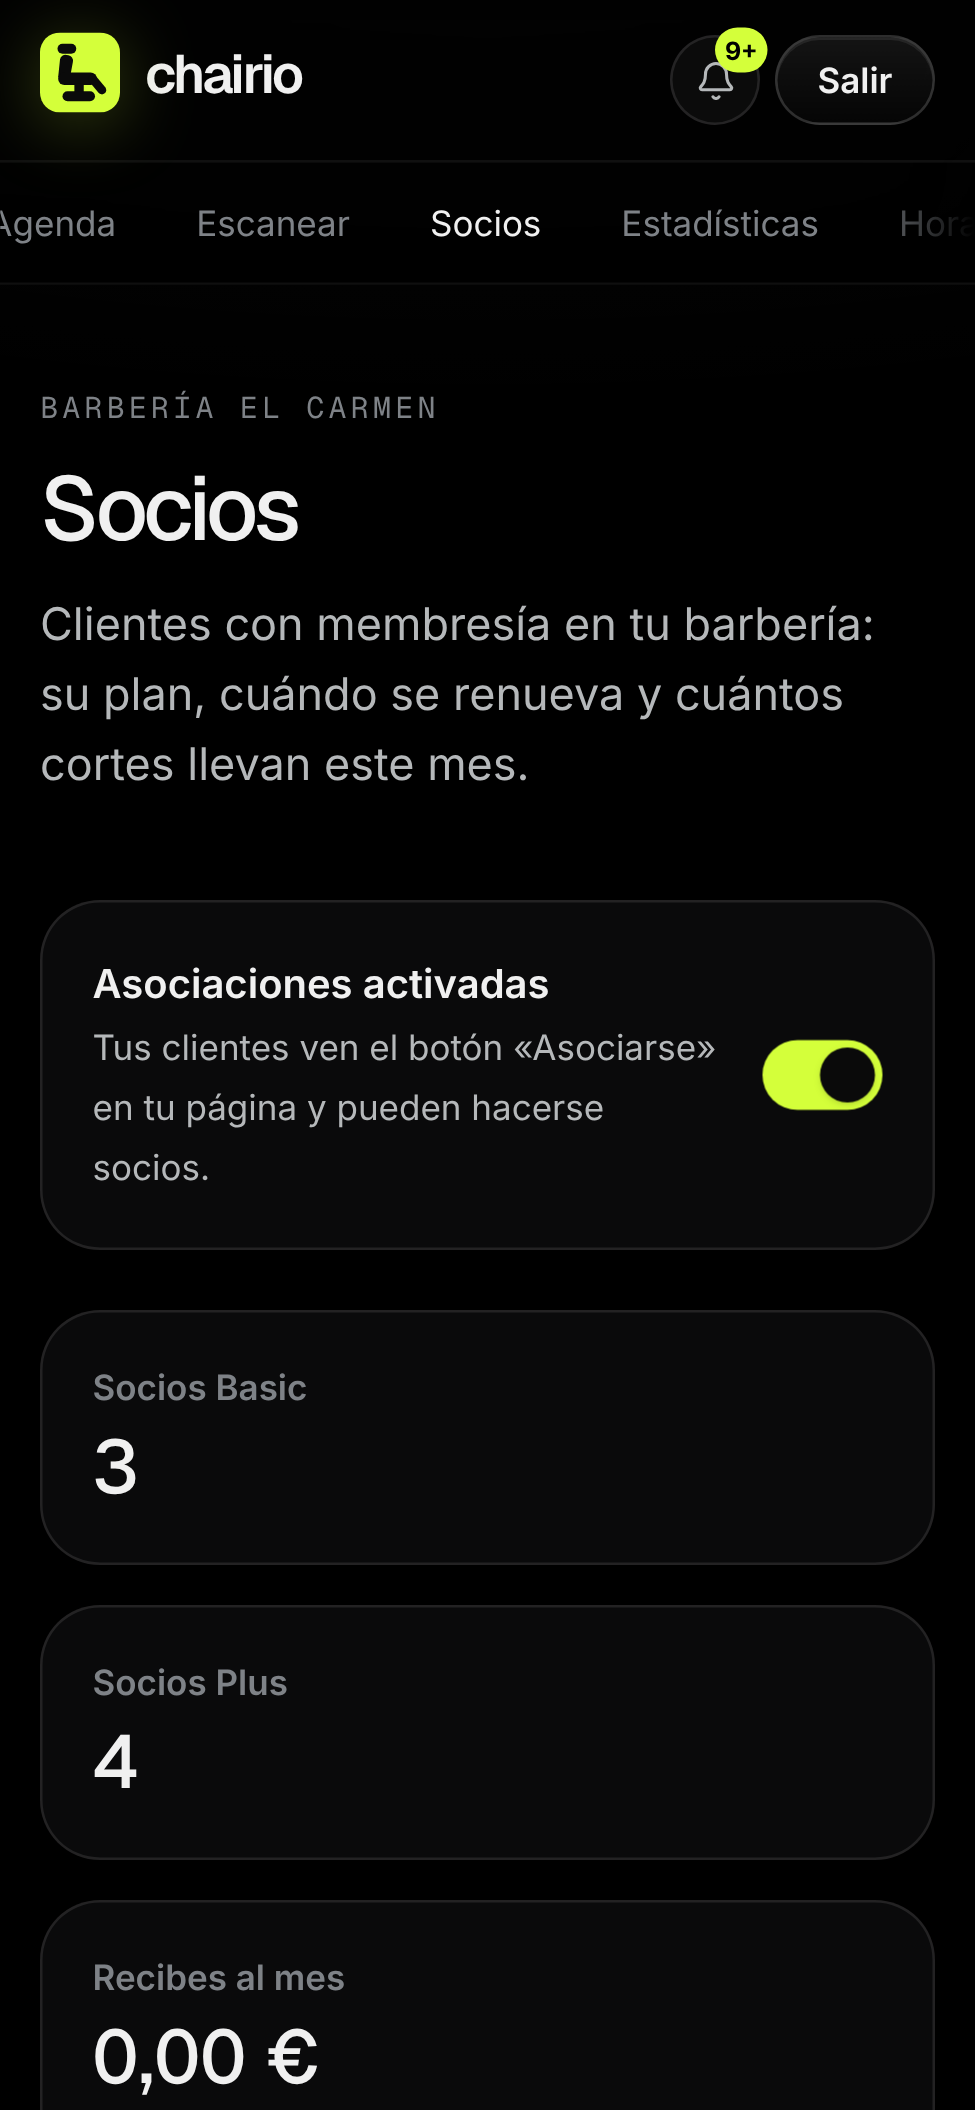 chairio
9+
Salir
Agenda Escanear Socios Estadísticas
BARBERÍA EL CARMEN
Socios
Clientes con membresía en tu barbería:
su plan, cuándo se renueva y cuántos
cortes llevan este mes.
Asociaciones activadas
Tus clientes ven el botón «Asociarse»
en tu página y pueden hacerse
socios.
Socios Basic
3
Socios Plus
4
Recibes al mes
0,00 €